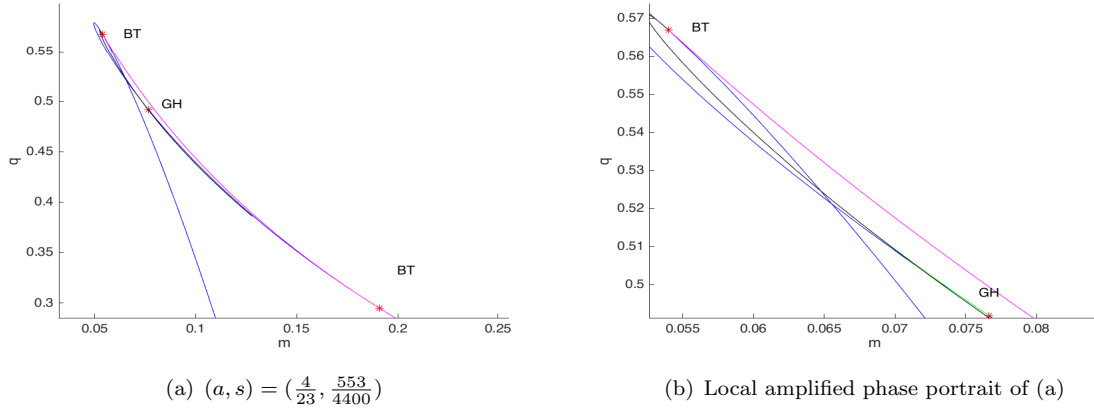 0.55
0.5
0.45
0.4
0.35
0.3
q
BT
GH
BT
0.05
0.1
0.15
0.2
0.25
m
(a) (a, s) = (4/23, 553/4400)
0.57
0.56
0.55
0.54
0.53
0.52
0.51
0.5
q
BT
GH
0.055
0.06
0.065
0.07
0.075
0.08
m
(b) Local amplified phase portrait of (a)